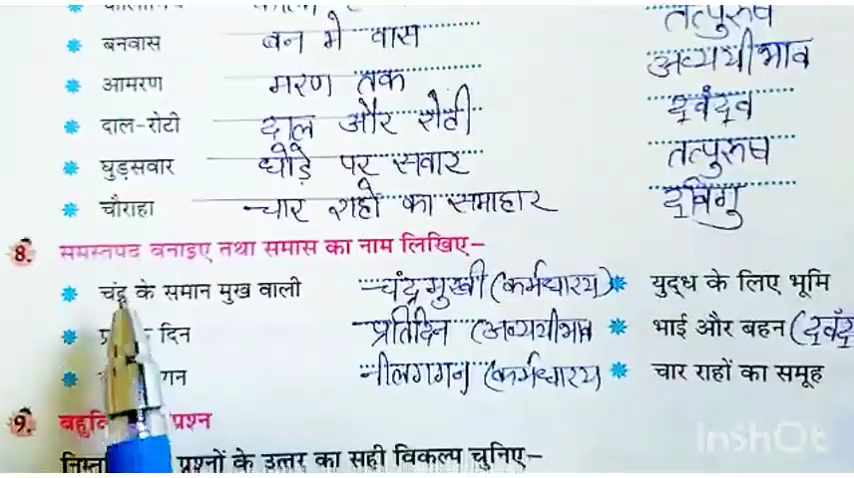 तत्पुरुष
बनवास बन मे वास
आमरण मरण तक अव्ययीभाव
दाल-रोटी दाल और रोटी द्वंद्व
घुड़सवार घोड़े पर सवार तत्पुरुष
चौराहा चार राहों का समाहार द्विगु
8. समस्तपद बनाइए तथा समास का नाम लिखिए–
चंद्र के समान मुख वाली चंद्रमुखी (कर्मधारय) युद्ध के लिए भूमि
दिन प्रतिदिन (अव्ययीभाव भाई और बहन (द्वंद्व
नीलगगन (कर्मधारय) चार राहों का समूह
9. प्रश्न
प्रश्नों के उत्तर का सही विकल्प चुनिए–
InShOt